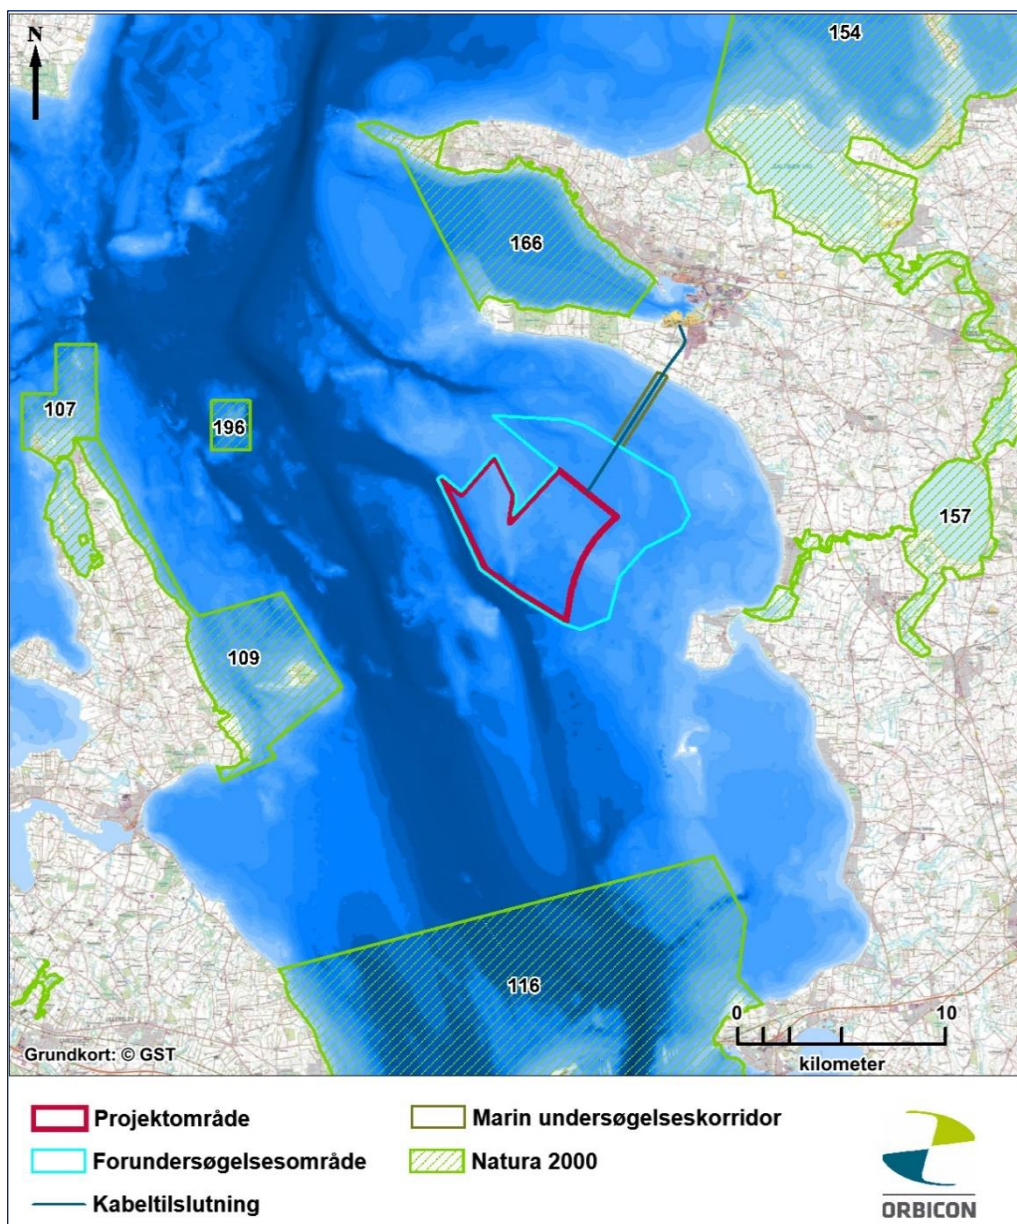 N
154
166
107
196
157
109
116
0 10
kilometer
Grundkort: © GST
Projektområde
Marin undersøgelseskorridor
Forundersøgelsesområde
Natura 2000
Kabeltilslutning
ORBICON